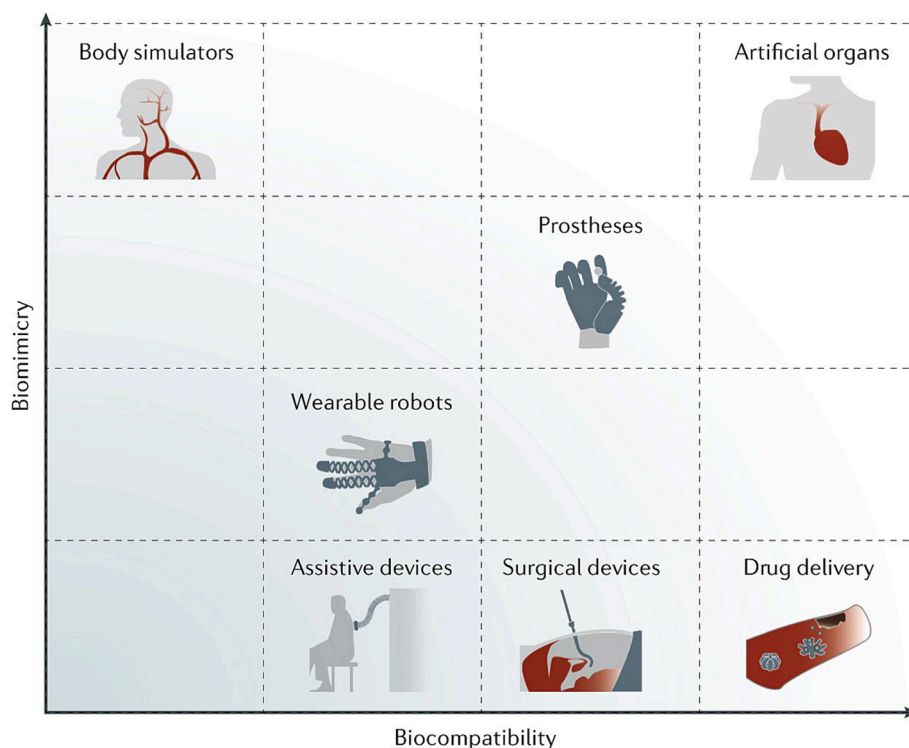 Body simulators
Artificial organs
Prostheses
Wearable robots
Assistive devices
Surgical devices
Drug delivery
Biomimicry
Biocompatibility